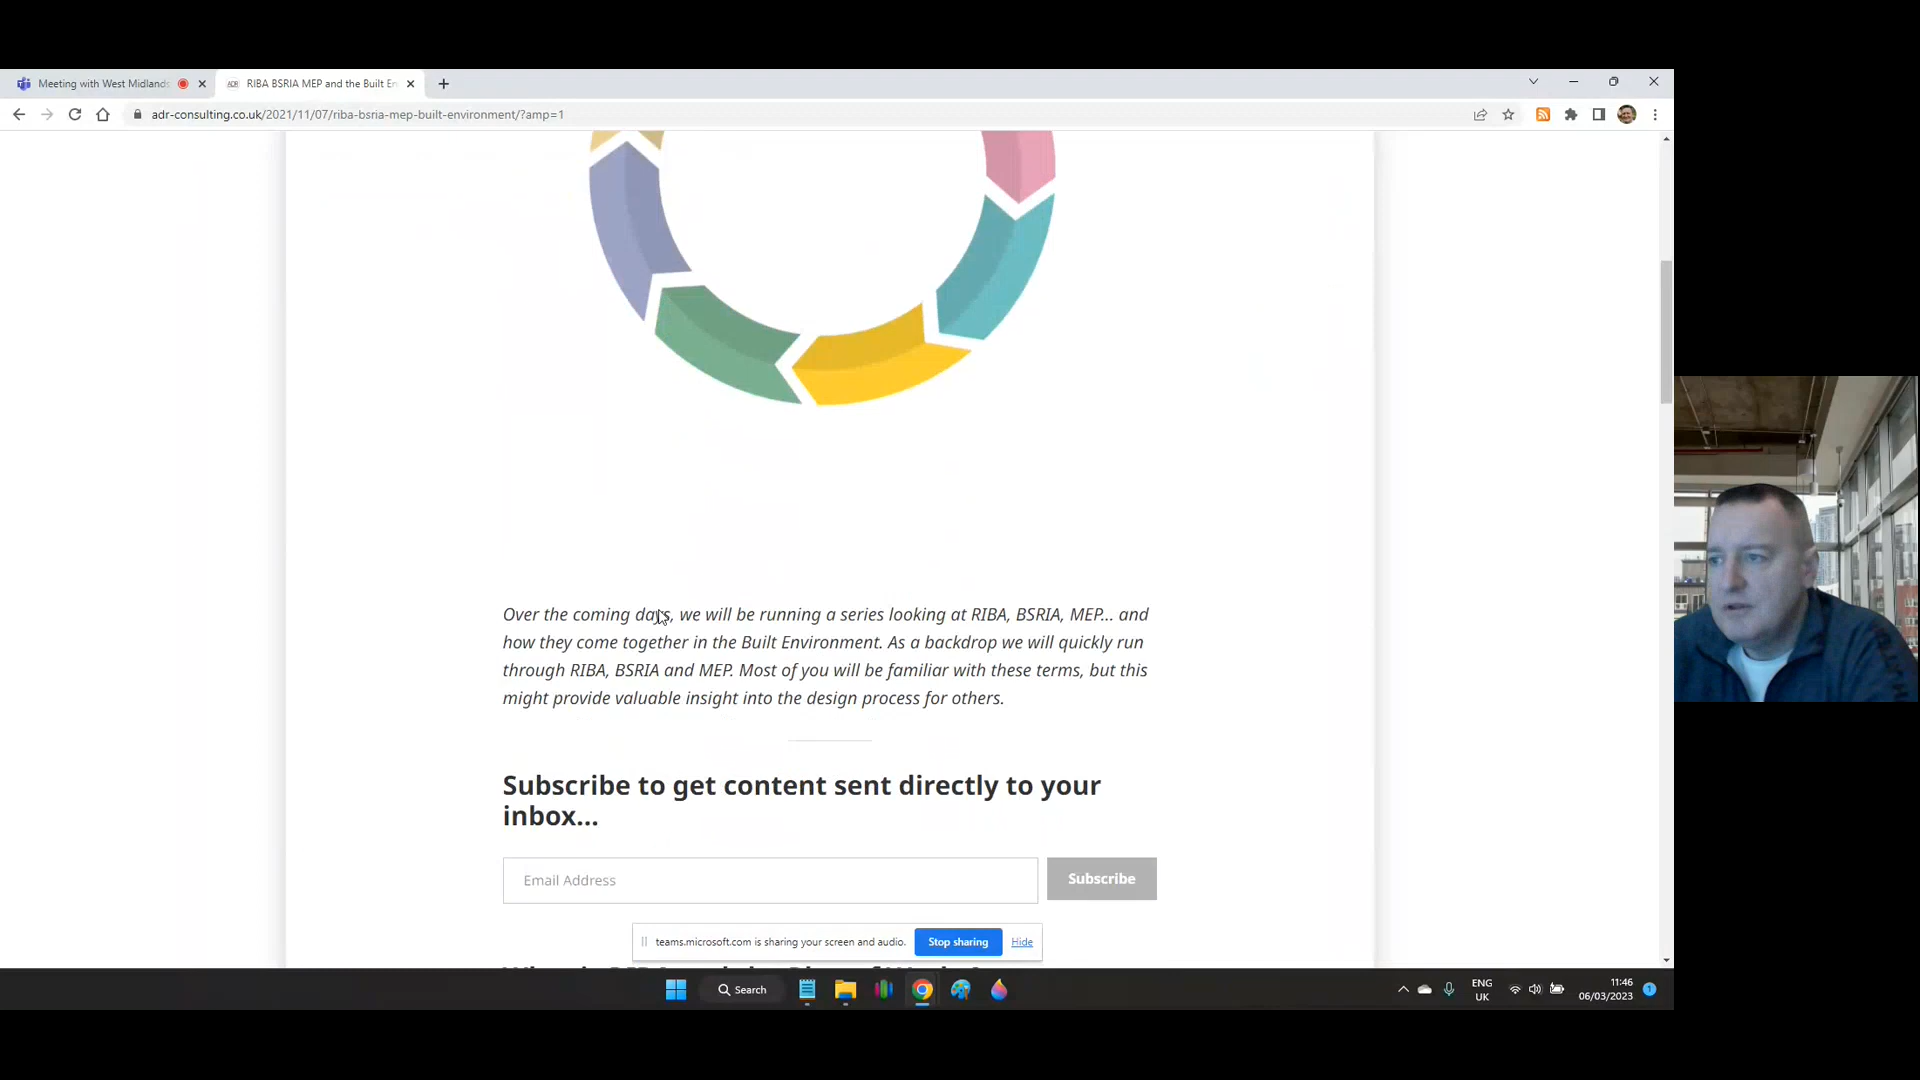 Meeting with West Midlands
RIBA BSRIA MEP and the Built En
adr-consulting.co.uk/2021/11/07/riba-bsria-mep-built-environment/?amp=1
Over the coming days, we will be running a series looking at RIBA, BSRIA, MEP... and
how they come together in the Built Environment. As a backdrop we will quickly run
through RIBA, BSRIA and MEP. Most of you will be familiar with these terms, but this
might provide valuable insight into the design process for others.
Subscribe to get content sent directly to your
inbox...
Email Address
Subscribe
teams.microsoft.com is sharing your screen and audio.
Stop sharing
Hide
Search
ENG
UK
11:46
06/03/2023
1